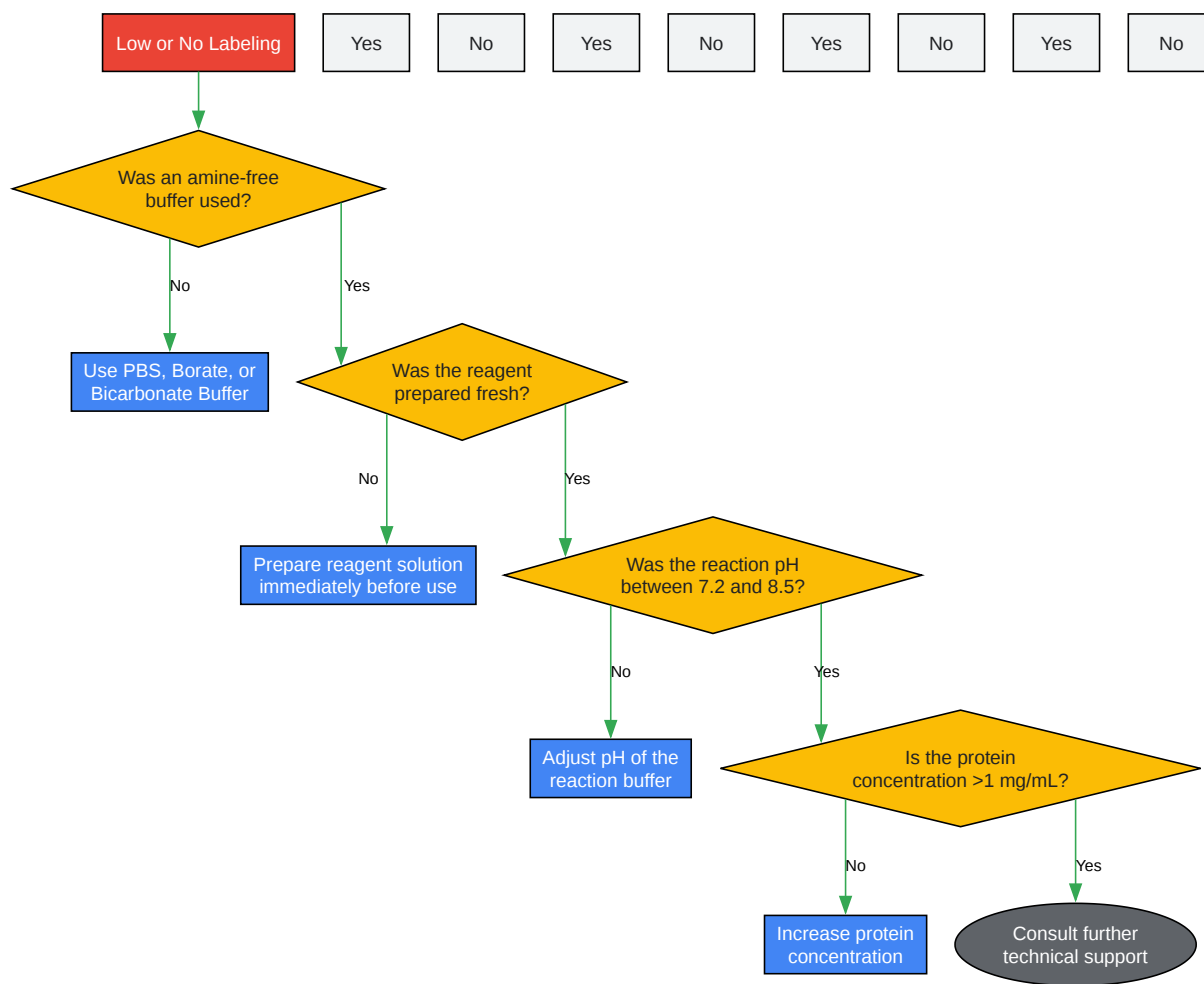 Low or No Labeling
Yes
No
Yes
No
Yes
No
Yes
No
Was an amine-free
buffer used?
No
Yes
Use PBS, Borate, or
Bicarbonate Buffer
Was the reagent
prepared fresh?
No
Yes
Prepare reagent solution
immediately before use
Was the reaction pH
between 7.2 and 8.5?
No
Yes
Adjust pH of the
reaction buffer
Is the protein
concentration >1 mg/mL?
No
Yes
Increase protein
concentration
Consult further
technical support